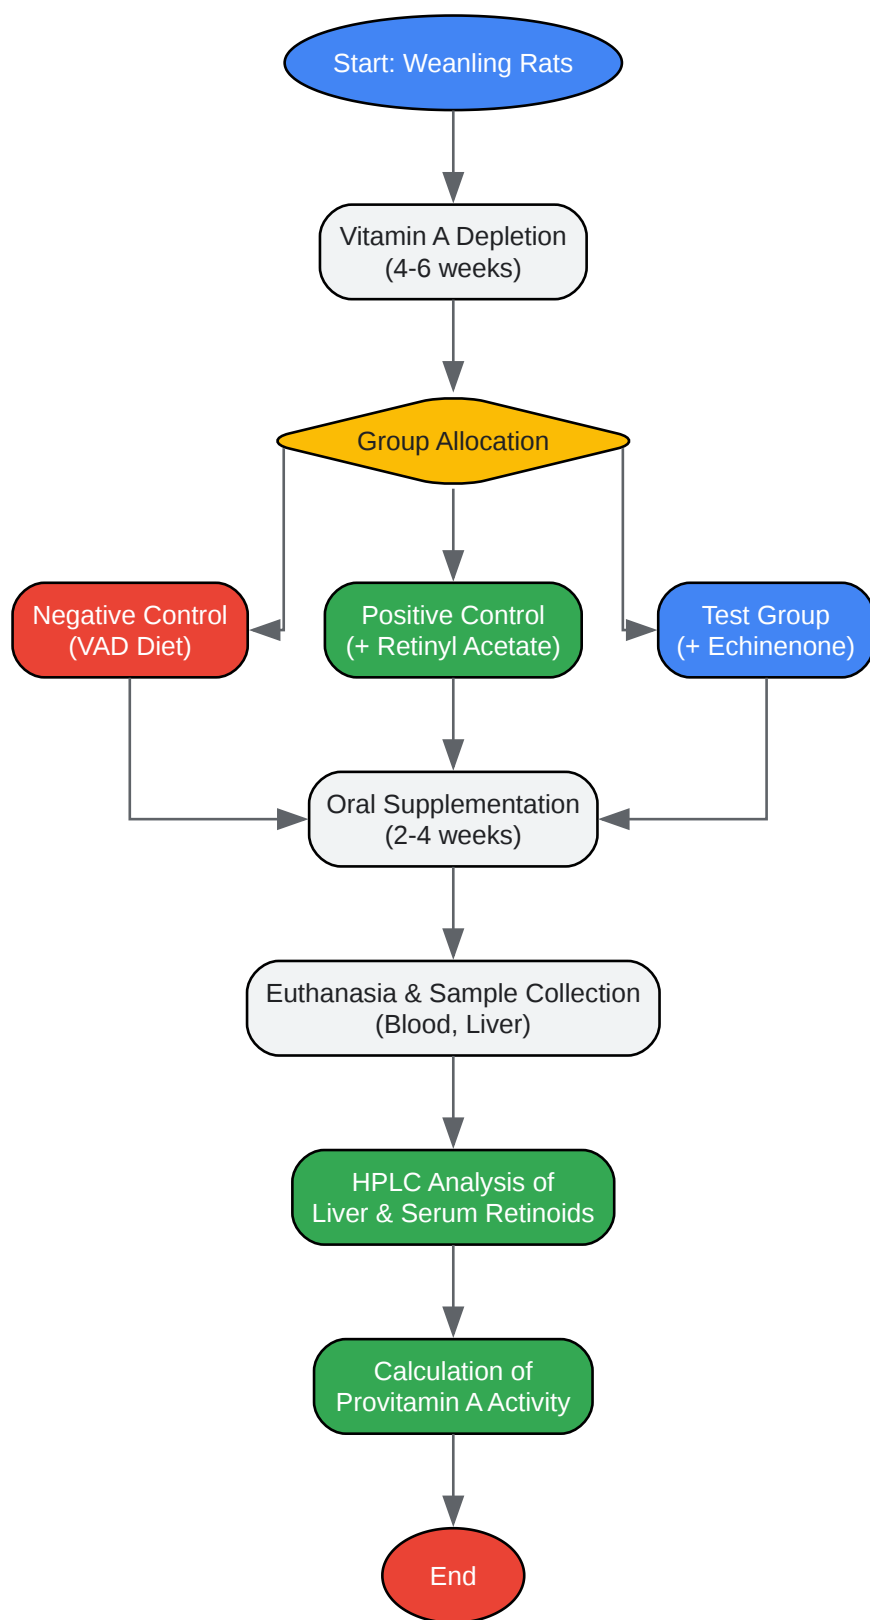 Start: Weanling Rats
Vitamin A Depletion
(4-6 weeks)
Group Allocation
Negative Control
(VAD Diet)
Positive Control
(+ Retinyl Acetate)
Test Group
(+ Echinenone)
Oral Supplementation
(2-4 weeks)
Euthanasia & Sample Collection
(Blood, Liver)
HPLC Analysis of
Liver & Serum Retinoids
Calculation of
Provitamin A Activity
End